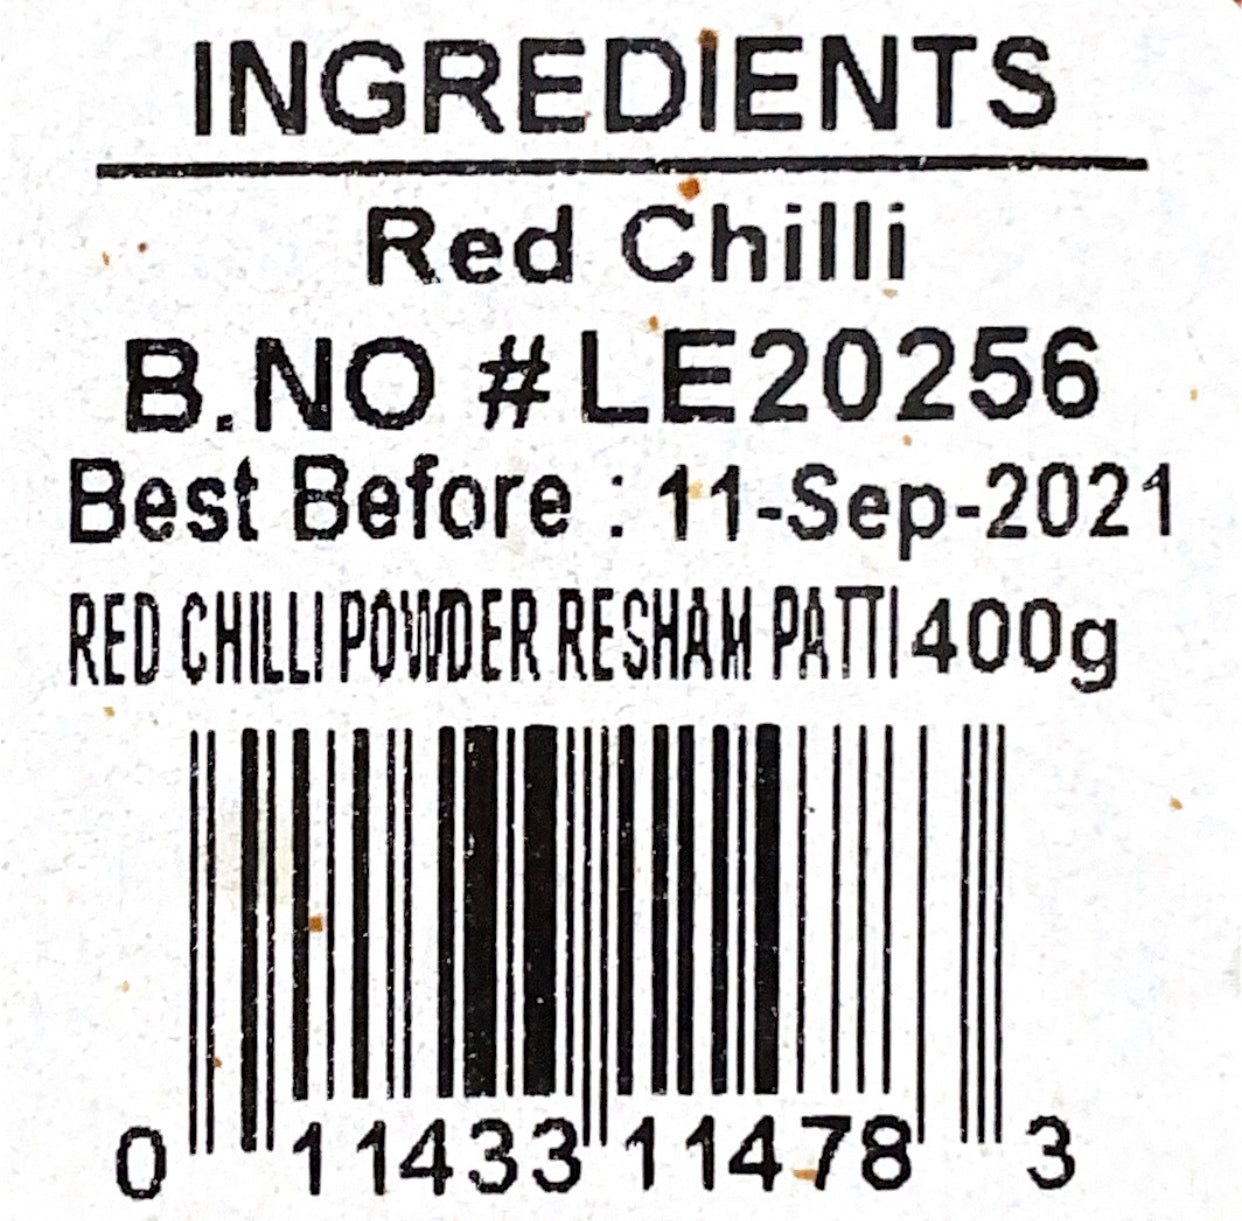 INGREDIENTS
Red Chilli
B.NO #LE20256
Best Before : 11-Sep-2021
RED CHILLI POWDER RESHAM PATTI 400g
0 11433 11478 3